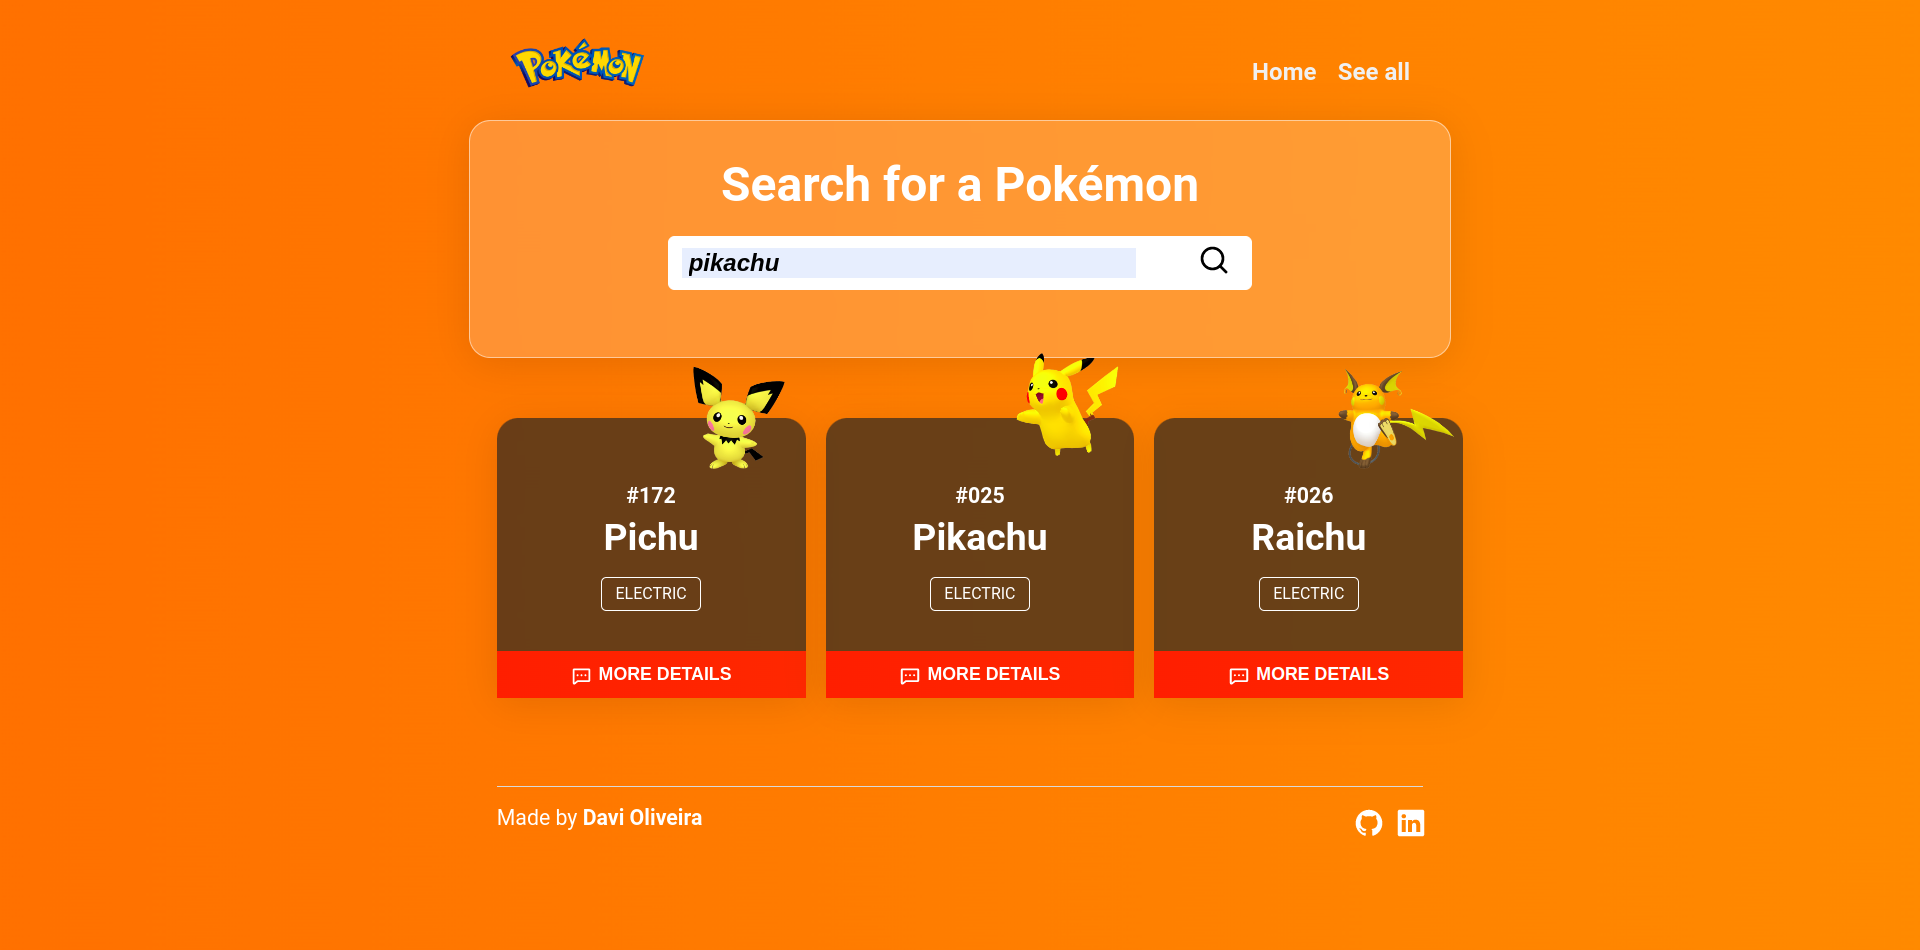 Pokémon
Home See all
Search for a Pokémon
pikachu
#172
Pichu
ELECTRIC
MORE DETAILS
#025
Pikachu
ELECTRIC
MORE DETAILS
#026
Raichu
ELECTRIC
MORE DETAILS
Made by Davi Oliveira
in